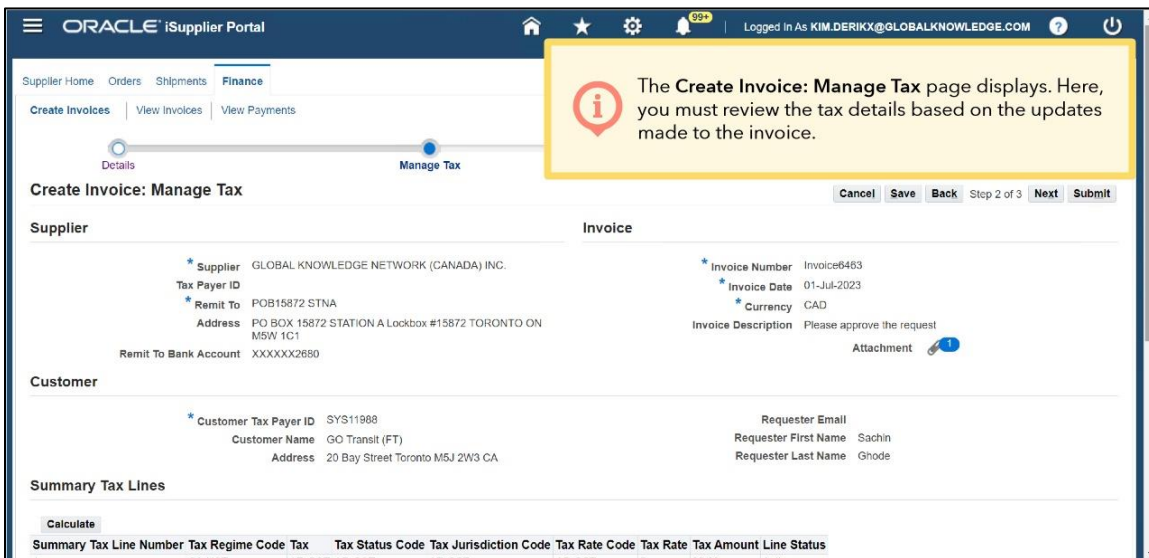 ORACLE iSupplier Portal
99+
Logged In As KIM.DERIKX@GLOBALKNOWLEDGE.COM
?
The Create Invoice: Manage Tax page displays. Here,
you must review the tax details based on the updates
made to the invoice.
Supplier Home Orders Shipments Finance
Create Invoices View Invoices View Payments
Details
Manage Tax
Create Invoice: Manage Tax
Cancel Save Back Step 2 of 3 Next Submit
Supplier
* Supplier GLOBAL KNOWLEDGE NETWORK (CANADA) INC.
Tax Payer ID
* Remit To POB15872 STNA
Address PO BOX 15872 STATION A Lockbox #15872 TORONTO ON
M5W 1C1
Remit To Bank Account XXXXXX2680
Invoice
* Invoice Number Invoice6463
* Invoice Date 01-Jul-2023
* Currency CAD
Invoice Description Please approve the request
Attachment 1
Customer
* Customer Tax Payer ID SYS11988
Customer Name GO Transit (FT)
Address 20 Bay Street Toronto M5J 2W3 CA
Requester Email
Requester First Name Sachin
Requester Last Name Ghode
Summary Tax Lines
Calculate
Summary Tax Line Number Tax Regime Code Tax Tax Status Code Tax Jurisdiction Code Tax Rate Code Tax Rate Tax Amount Line Status